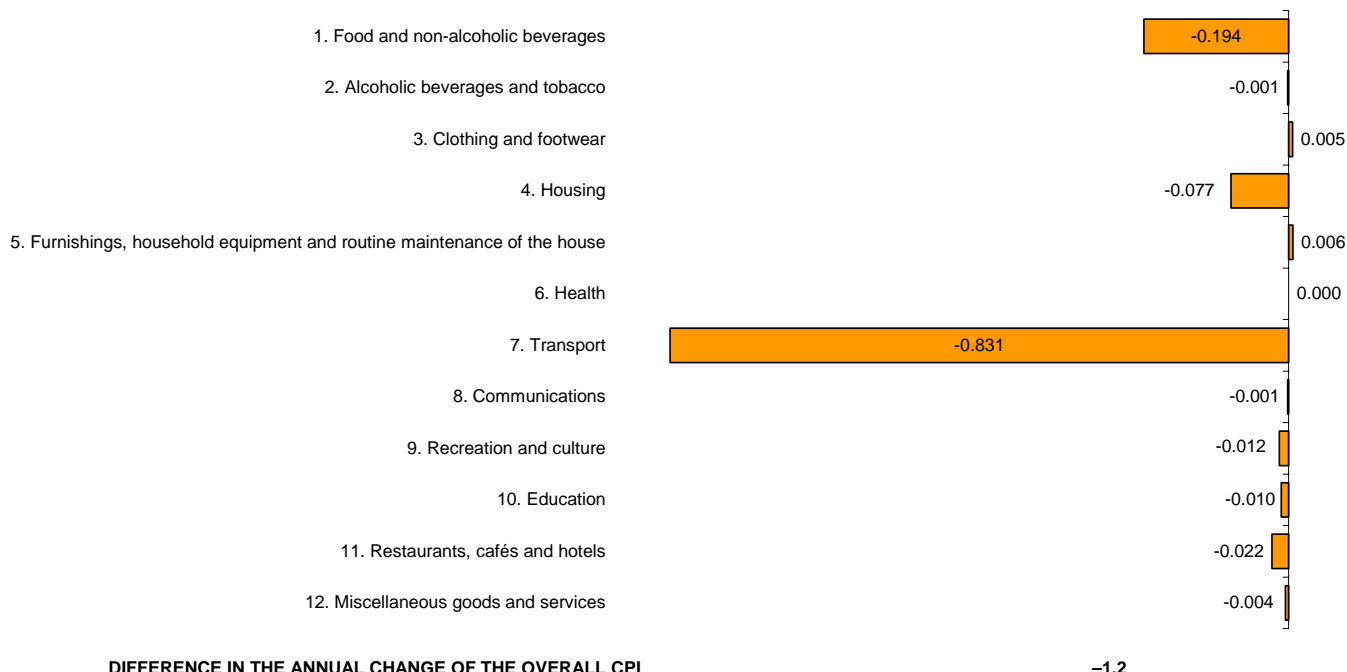 1. Food and non-alcoholic beverages -0.194
2. Alcoholic beverages and tobacco -0.001
3. Clothing and footwear 0.005
4. Housing -0.077
5. Furnishings, household equipment and routine maintenance of the house 0.006
6. Health 0.000
7. Transport -0.831
8. Communications -0.001
9. Recreation and culture -0.012
10. Education -0.010
11. Restaurants, cafés and hotels -0.022
12. Miscellaneous goods and services -0.004
DIFFERENCE IN THE ANNUAL CHANGE OF THE OVERALL CPI –1.2